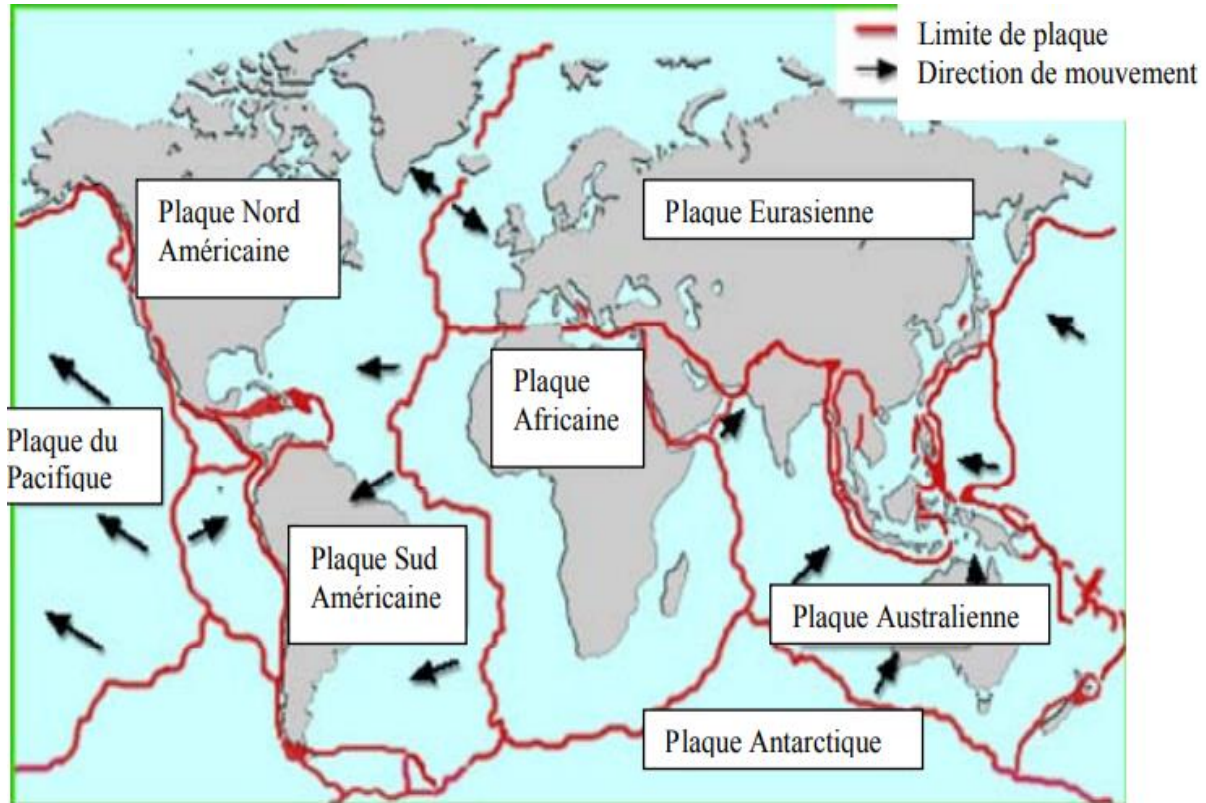 Limite de plaque
Direction de mouvement
Plaque Nord
Américaine
Plaque Eurasienne
Plaque
Africaine
Plaque du
Pacifique
Plaque Sud
Américaine
Plaque Australienne
Plaque Antarctique